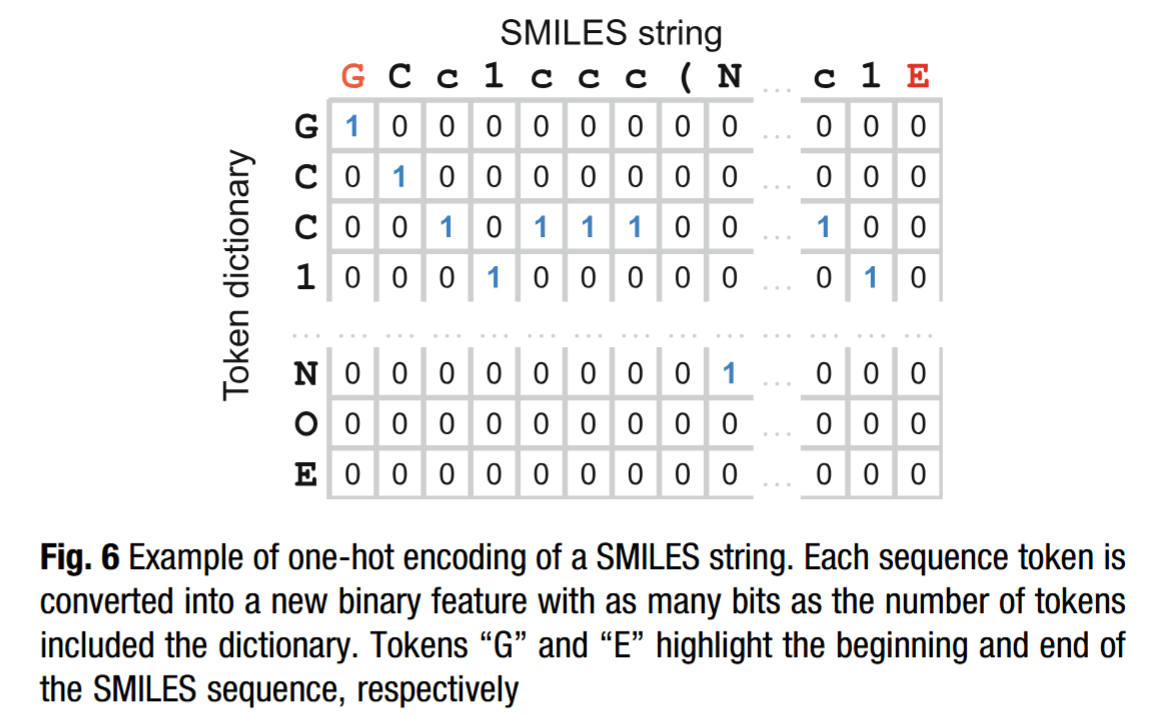 SMILES string
G C c 1 c c c ( N ... c 1 E
Token dictionary
G 1 0 0 0 0 0 0 0 0 ... 0 0 0
C 0 1 0 0 0 0 0 0 0 ... 0 0 0
C 0 0 1 0 1 1 1 0 0 ... 1 0 0
1 0 0 0 1 0 0 0 0 0 ... 0 1 0
... ... ... ... ... ... ... ... ... ... ... ... ... ...
N 0 0 0 0 0 0 0 0 1 ... 0 0 0
O 0 0 0 0 0 0 0 0 0 ... 0 0 0
E 0 0 0 0 0 0 0 0 0 ... 0 0 0
Fig. 6 Example of one-hot encoding of a SMILES string. Each sequence token is
converted into a new binary feature with as many bits as the number of tokens
included the dictionary. Tokens “G” and “E” highlight the beginning and end of
the SMILES sequence, respectively